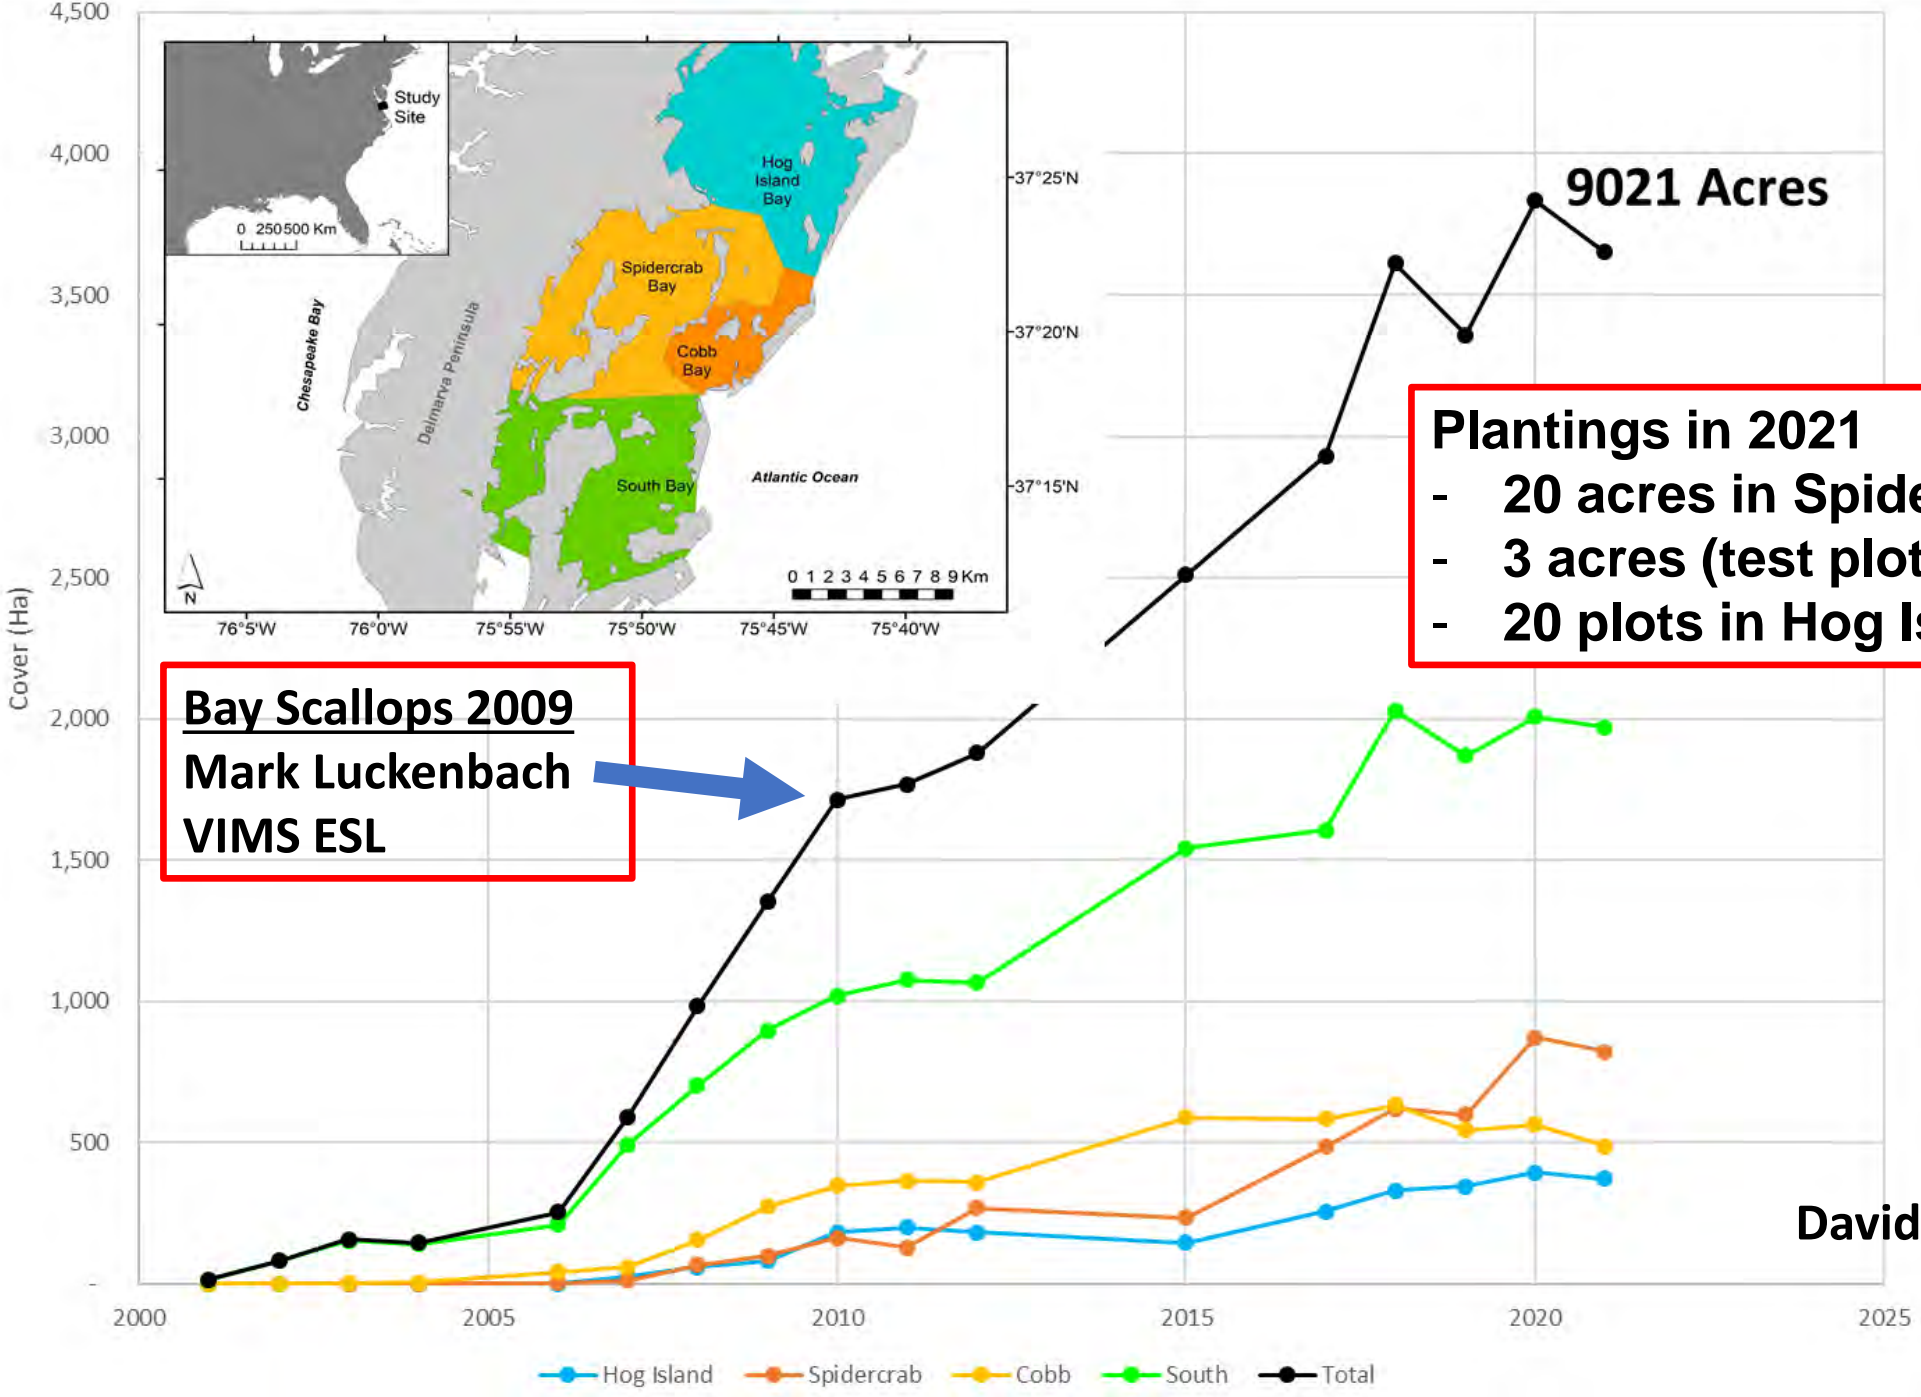 4,500
4,000
3,500
3,000
2,500
2,000
1,500
1,000
500
-
Cover (Ha)
2000
2005
2010
2015
2020
2025
Study
Site
0 250 500 Km
Hog
Island
Bay
Spidercrab
Bay
Cobb
Bay
South Bay
Chesapeake Bay
Delmarva Peninsula
Atlantic Ocean
N
0 1 2 3 4 5 6 7 8 9 Km
37°25'N
37°20'N
37°15'N
76°5'W
76°0'W
75°55'W
75°50'W
75°45'W
75°40'W
9021 Acres
Plantings in 2021
- 20 acres in Spide
- 3 acres (test plot
- 20 plots in Hog Is
Bay Scallops 2009
Mark Luckenbach
VIMS ESL
David
Hog Island
Spidercrab
Cobb
South
Total